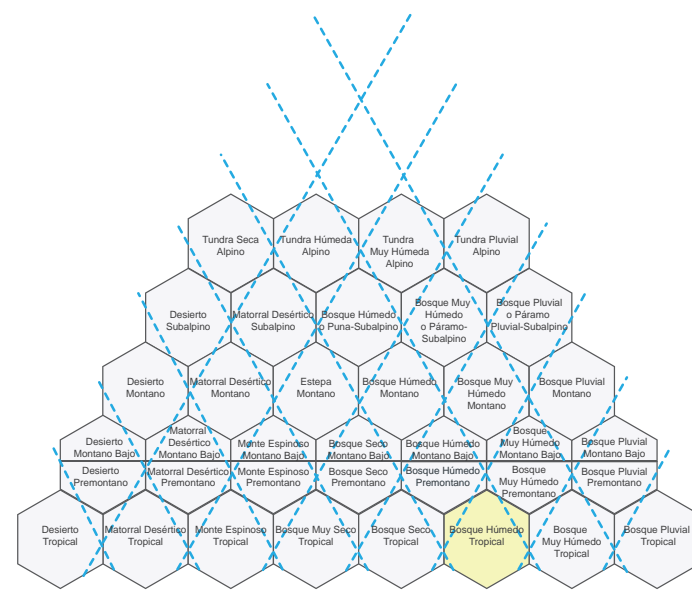 Tundra Seca
Alpino
Tundra Húmeda
Alpino
Tundra
Muy Húmeda
Alpino
Tundra Pluvial
Alpino
Desierto
Subalpino
Matorral Desértico
Subalpino
Bosque Húmedo
o Puna-Subalpino
Bosque Muy
Húmedo
o Páramo-
Subalpino
Bosque Pluvial
o Páramo
Pluvial-Subalpino
Desierto
Montano
Matorral Desértico
Montano
Estepa
Montano
Bosque Húmedo
Montano
Bosque Muy
Húmedo
Montano
Bosque Pluvial
Montano
Desierto
Montano Bajo
Matorral
Desértico
Montano Bajo
Monte Espinoso
Montano Bajo
Bosque Seco
Montano Bajo
Bosque Húmedo
Montano Bajo
Bosque
Muy Húmedo
Montano Bajo
Bosque Pluvial
Montano Bajo
Desierto
Premontano
Matorral Desértico
Premontano
Monte Espinoso
Premontano
Bosque Seco
Premontano
Bosque Húmedo
Premontano
Bosque
Muy Húmedo
Premontano
Bosque Pluvial
Premontano
Desierto
Tropical
Matorral Desértico
Tropical
Monte Espinoso
Tropical
Bosque Muy Seco
Tropical
Bosque Seco
Tropical
Bosque Húmedo
Tropical
Bosque
Muy Húmedo
Tropical
Bosque Pluvial
Tropical